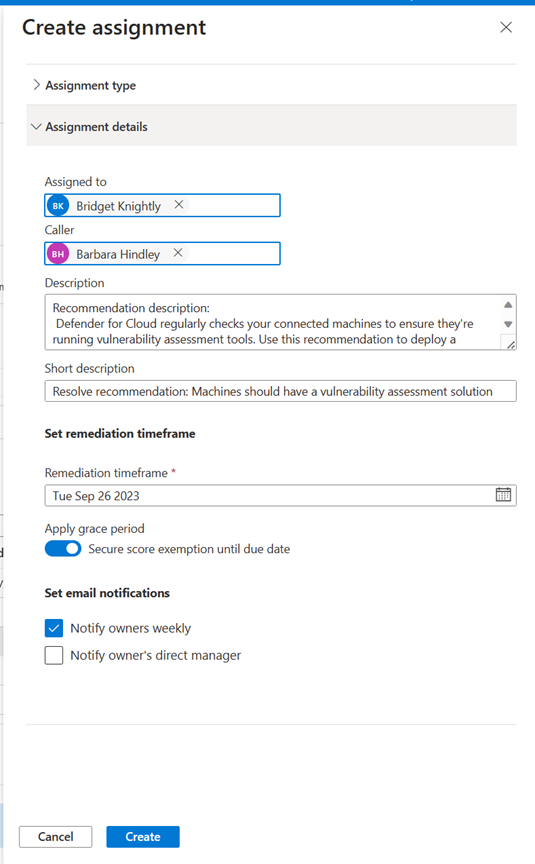 Create assignment
Assignment type
Assignment details
Assigned to
BK Bridget Knightly
Caller
BH Barbara Hindley
Description
Recommendation description:
Defender for Cloud regularly checks your connected machines to ensure they're
running vulnerability assessment tools. Use this recommendation to deploy a
Short description
Resolve recommendation: Machines should have a vulnerability assessment solution
Set remediation timeframe
Remediation timeframe *
Tue Sep 26 2023
Apply grace period
Secure score exemption until due date
Set email notifications
Notify owners weekly
Notify owner's direct manager
Cancel Create